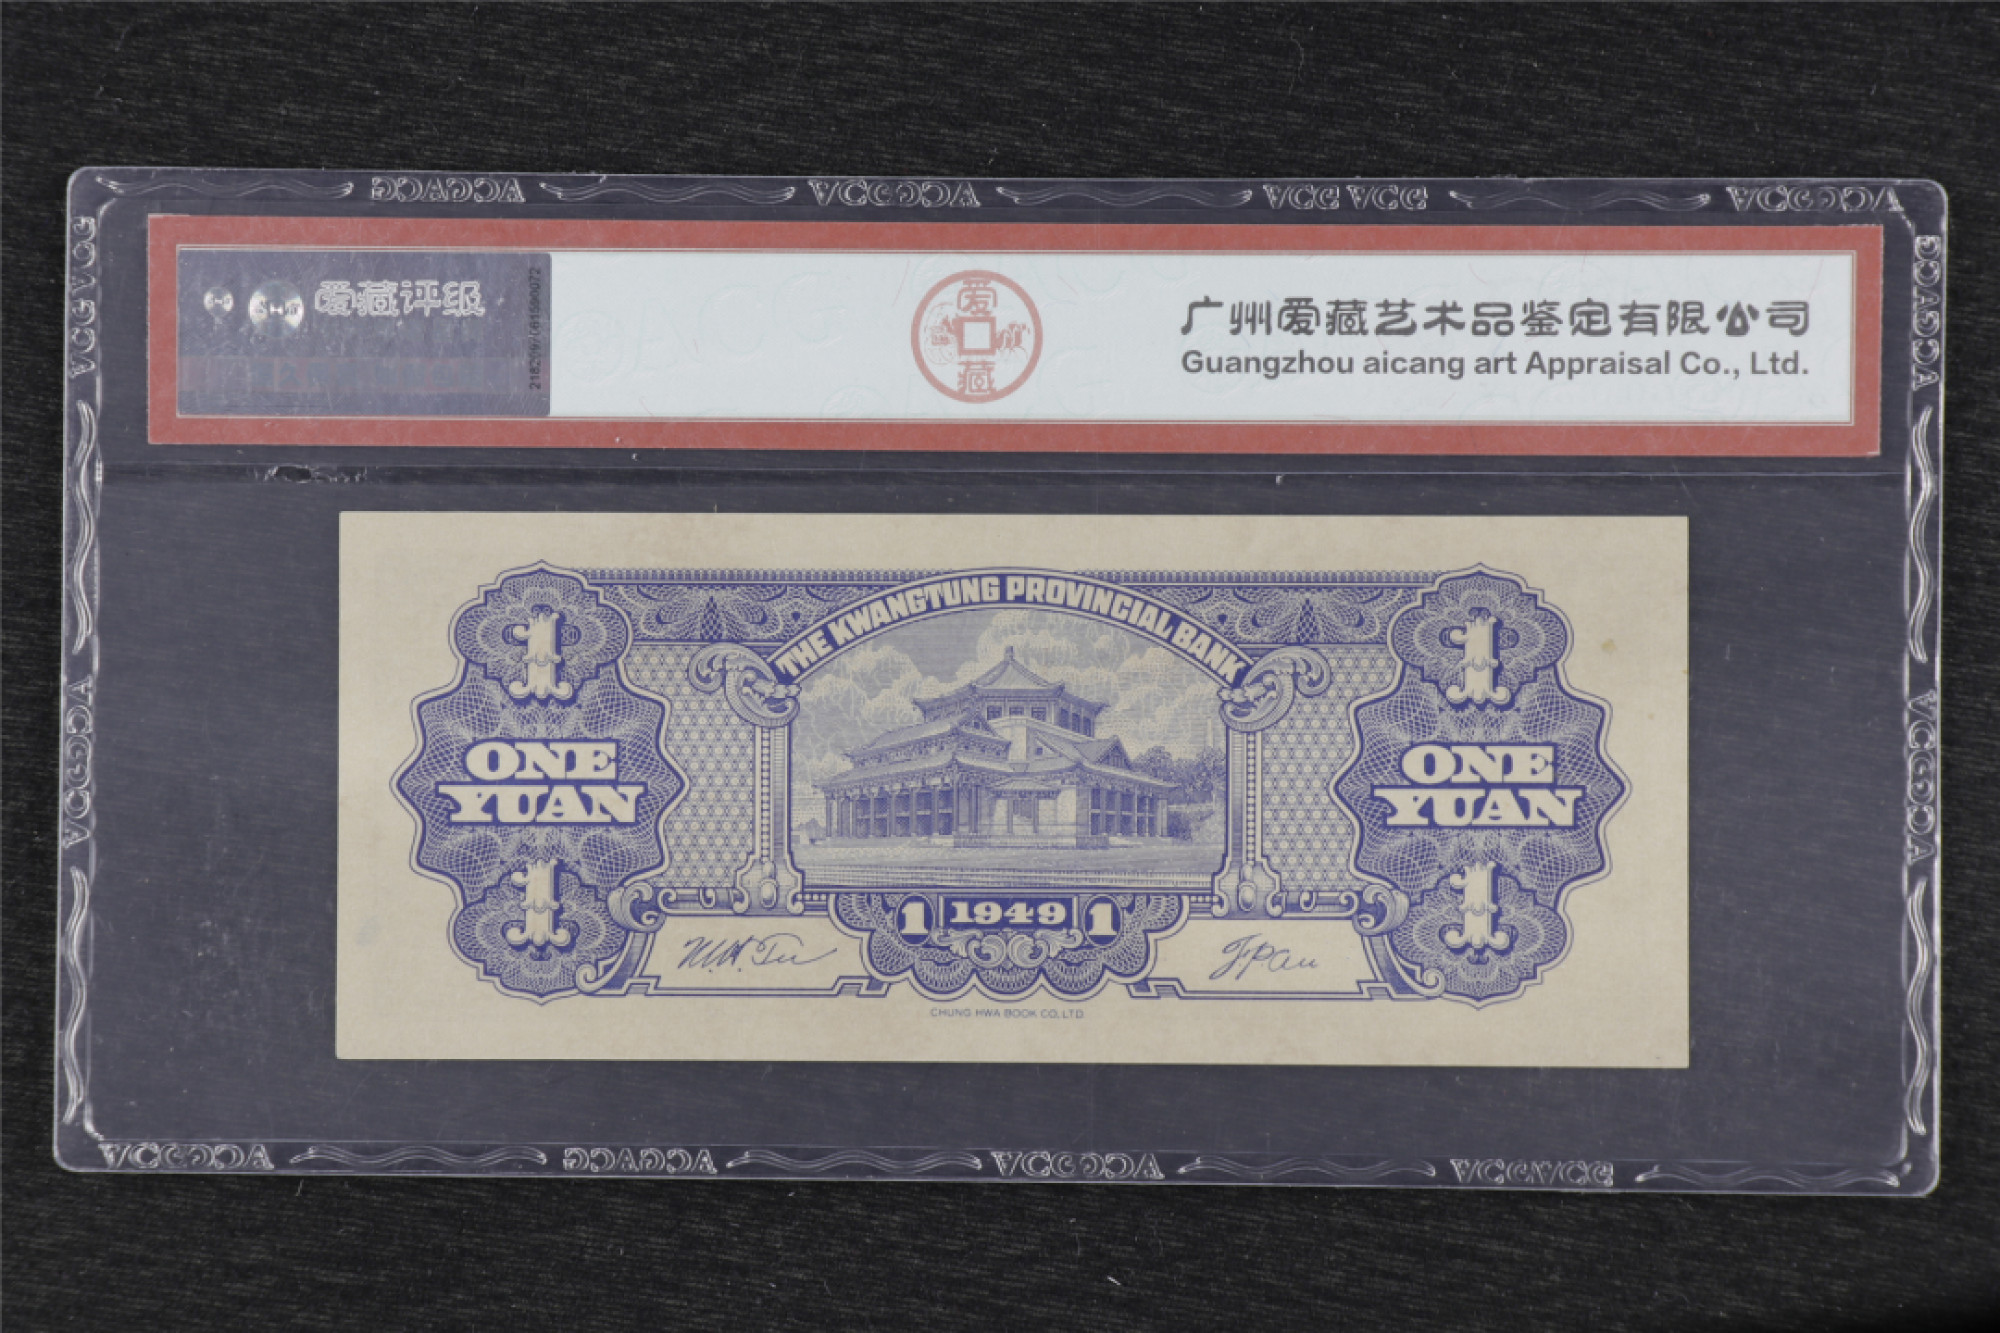 爱藏评级
爱藏
广州爱藏艺术品鉴定有限公司
Guangzhou aicang art Appraisal Co., Ltd.
THE KWANGTUNG PROVINCIAL BANK
1
1
ONE
YUAN
ONE
YUAN
1
1
1 1949 1
CHUNG HWA BOOK CO., LTD